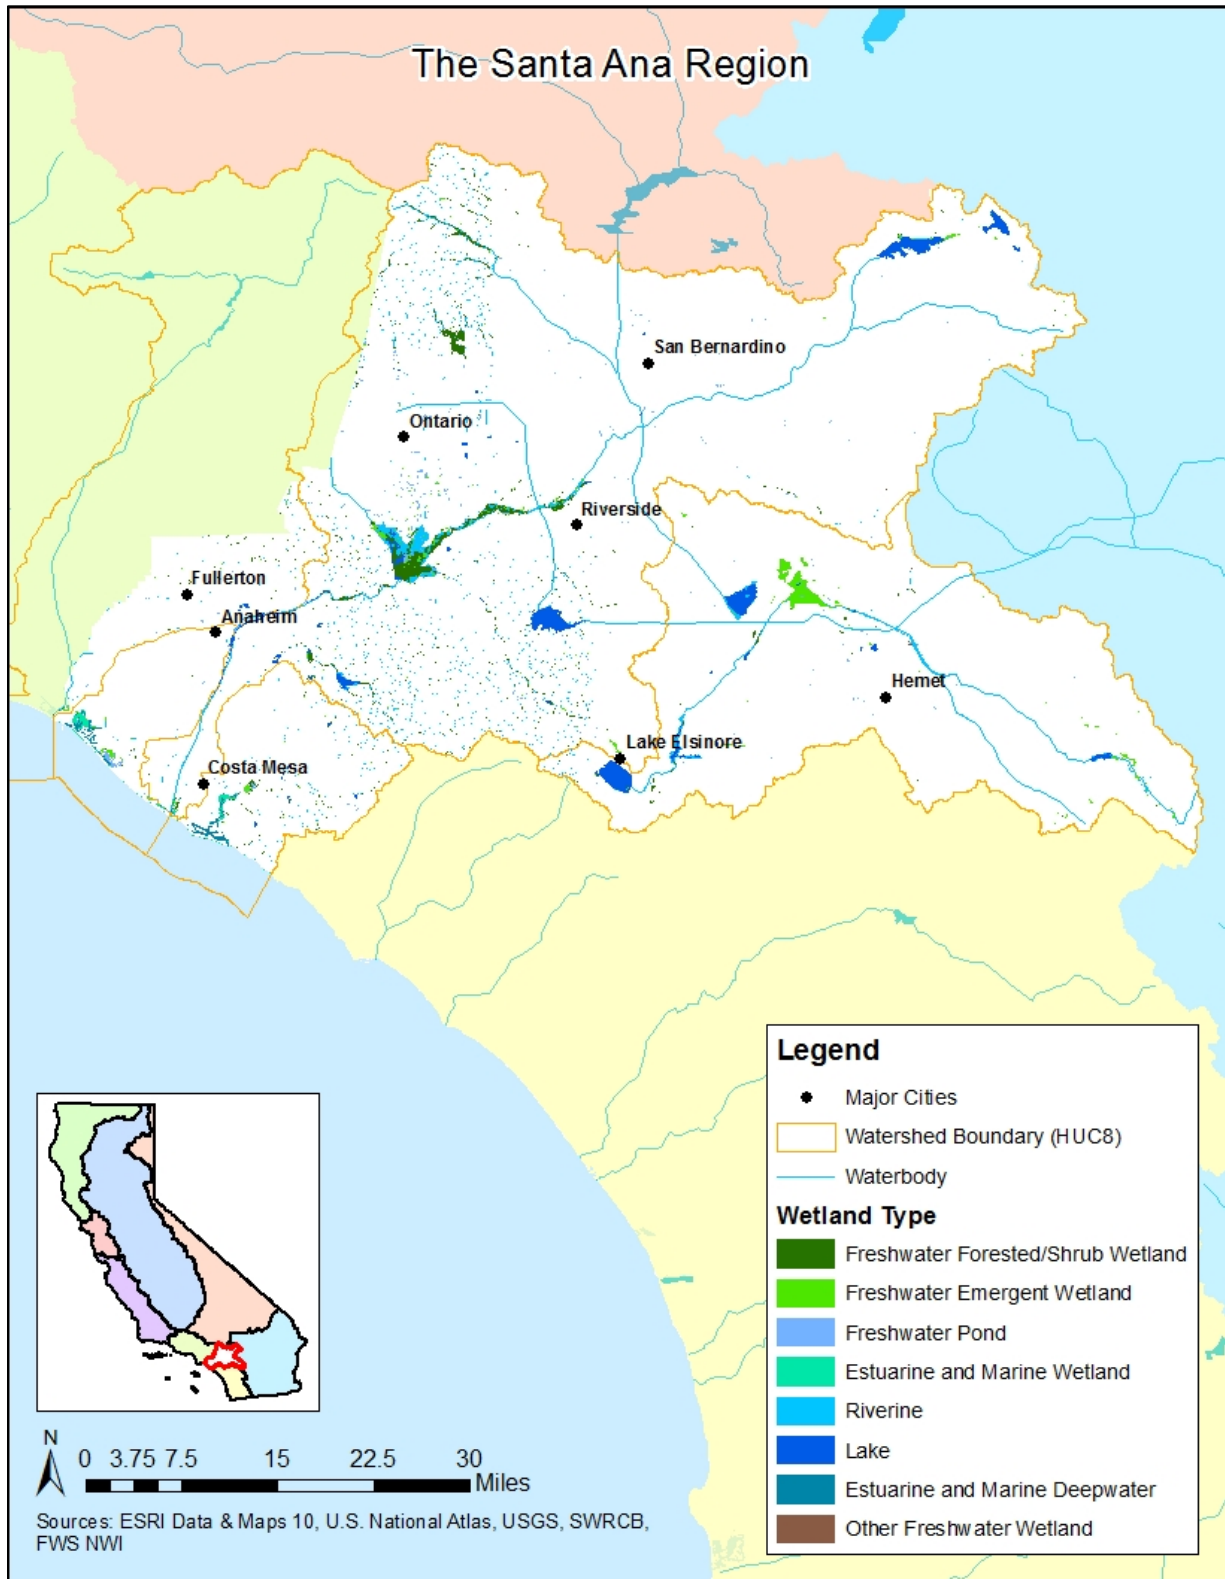 The Santa Ana Region
San Bernardino
Ontario
Riverside
Fullerton
Anaheim
Hemet
Lake Elsinore
Costa Mesa
Legend
Major Cities
Watershed Boundary (HUC8)
Waterbody
Wetland Type
Freshwater Forested/Shrub Wetland
Freshwater Emergent Wetland
Freshwater Pond
Estuarine and Marine Wetland
Riverine
Lake
Estuarine and Marine Deepwater
Other Freshwater Wetland
N
0 3.75 7.5 15 22.5 30
Miles
Sources: ESRI Data & Maps 10, U.S. National Atlas, USGS, SWRCB,
FWS NWI